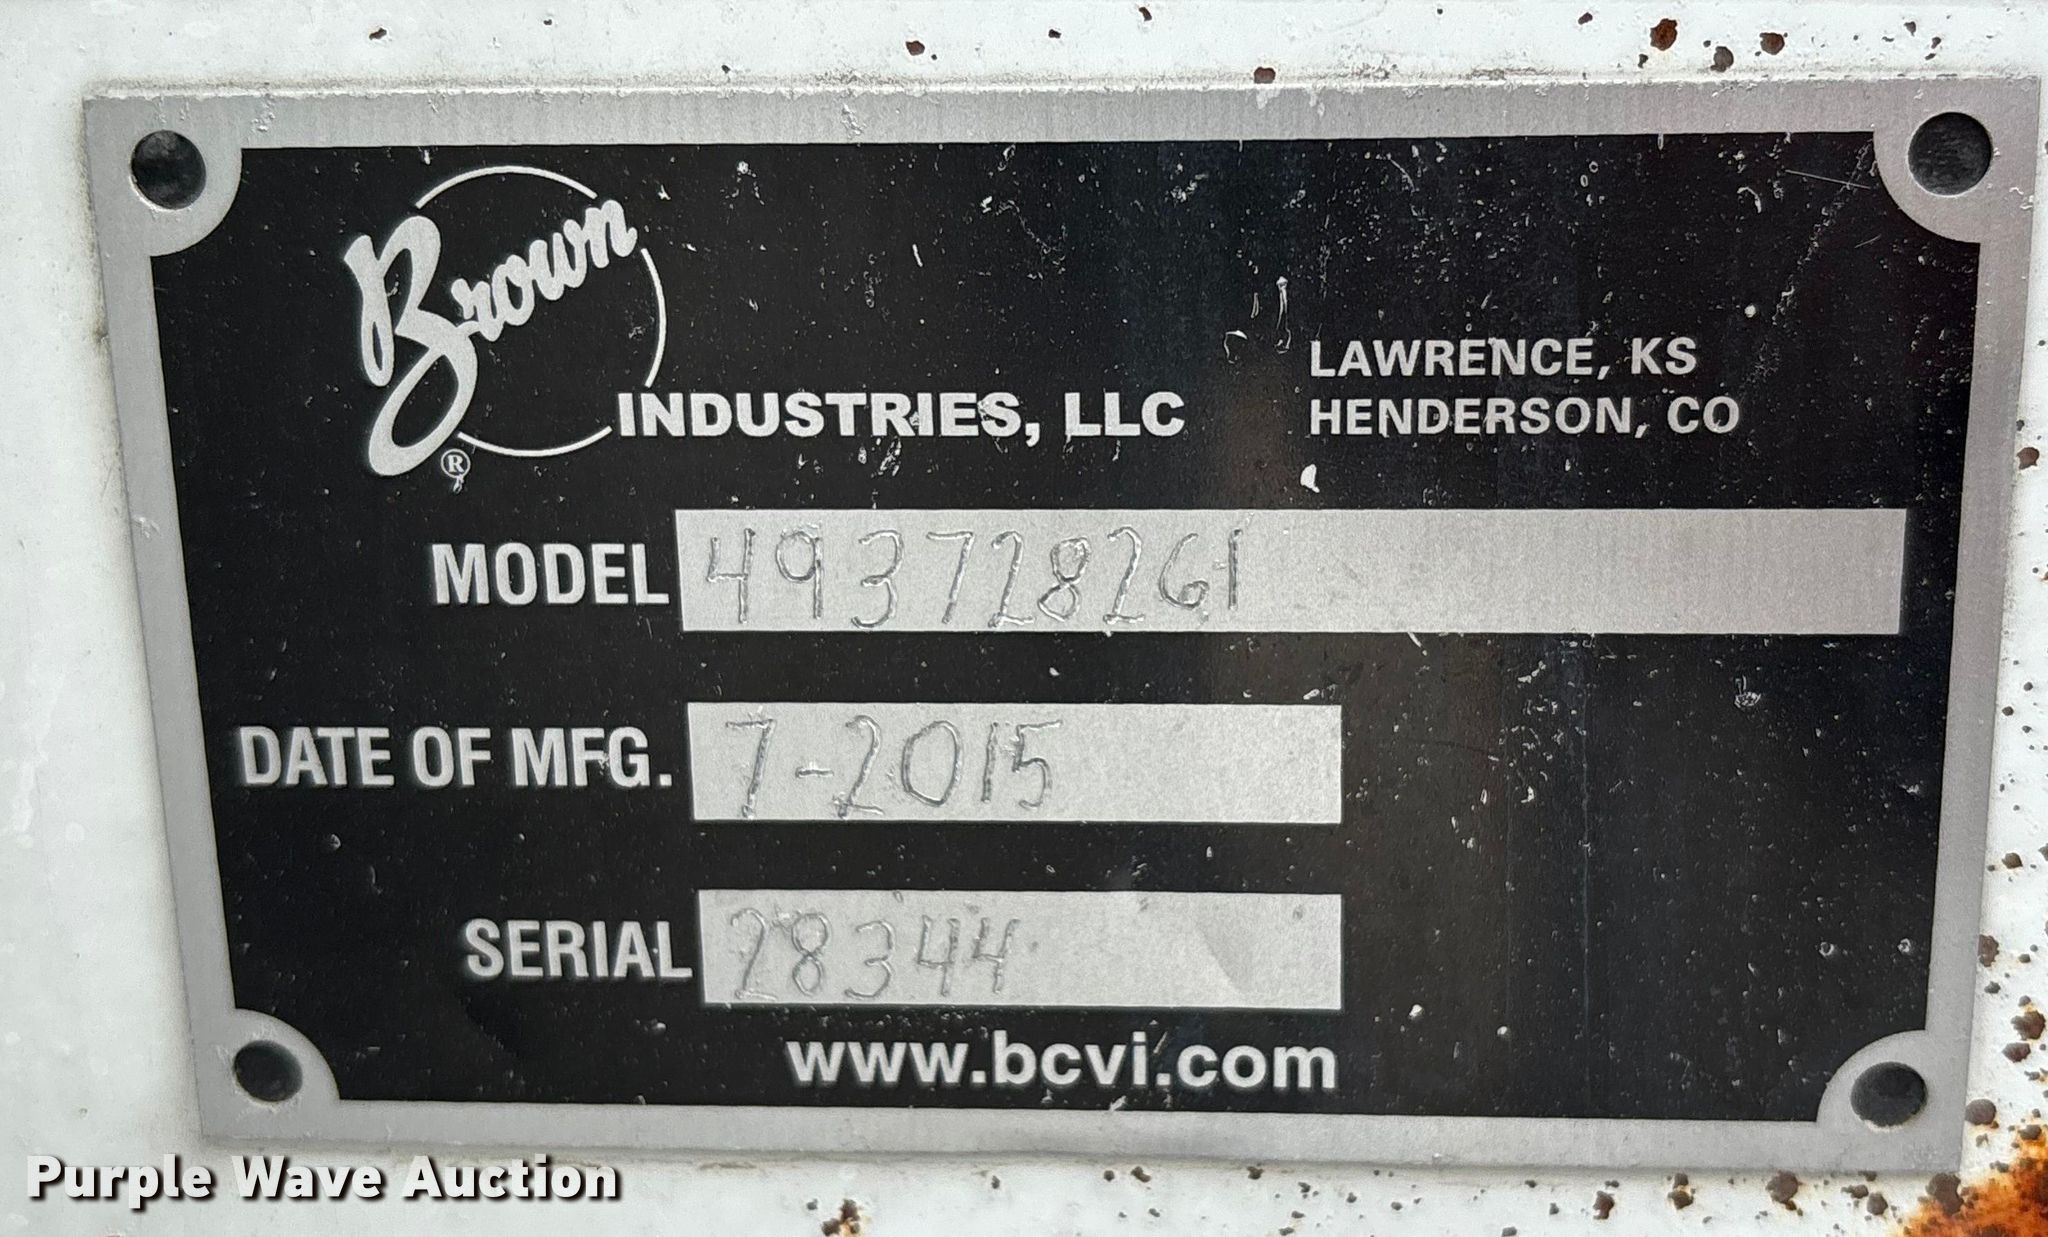 Brown®
INDUSTRIES, LLC
LAWRENCE, KS
HENDERSON, CO
MODEL 493728261
DATE OF MFG. 7-2015
SERIAL 28344
www.bcvi.com
Purple Wave Auction